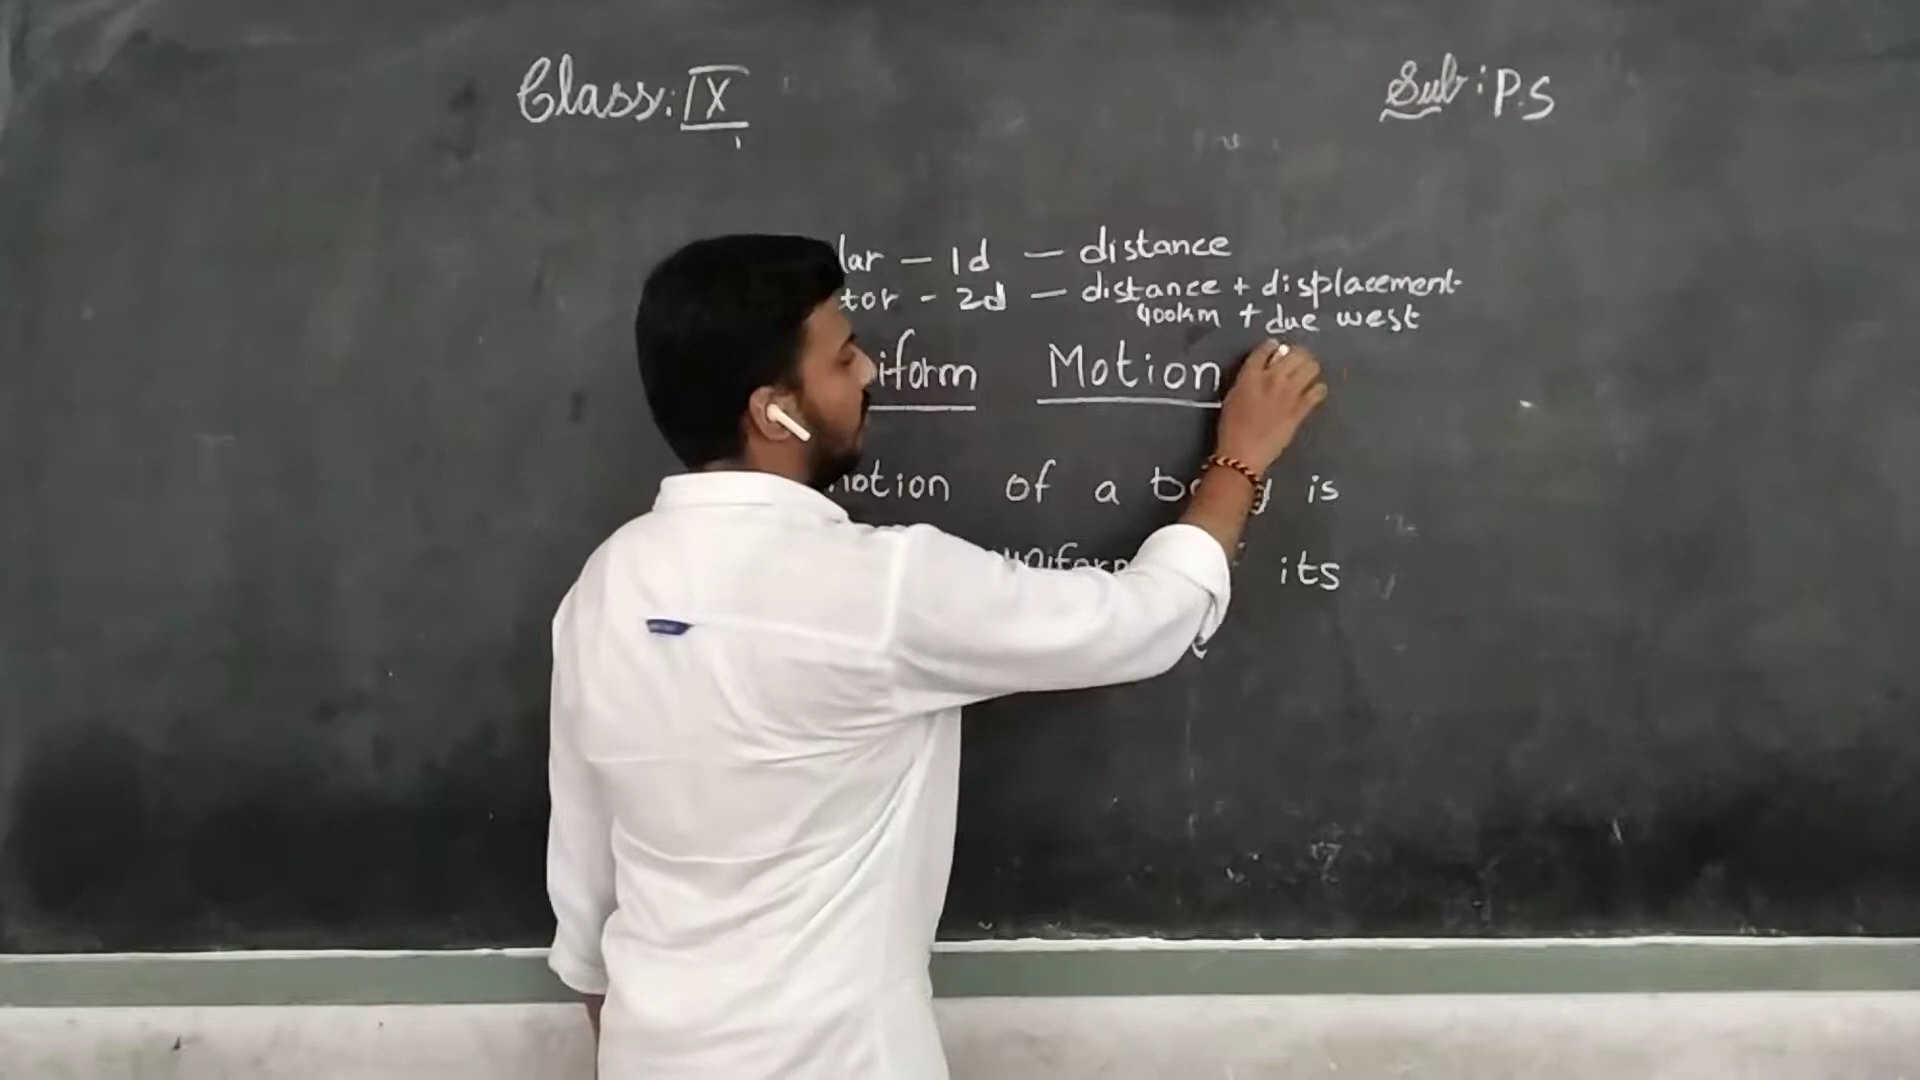 Class: IX
Sub: P.S
lar – 1d – distance
tor – 2d – distance + displacement
400km + due west
iform Motion
notion of a body is
uniform its